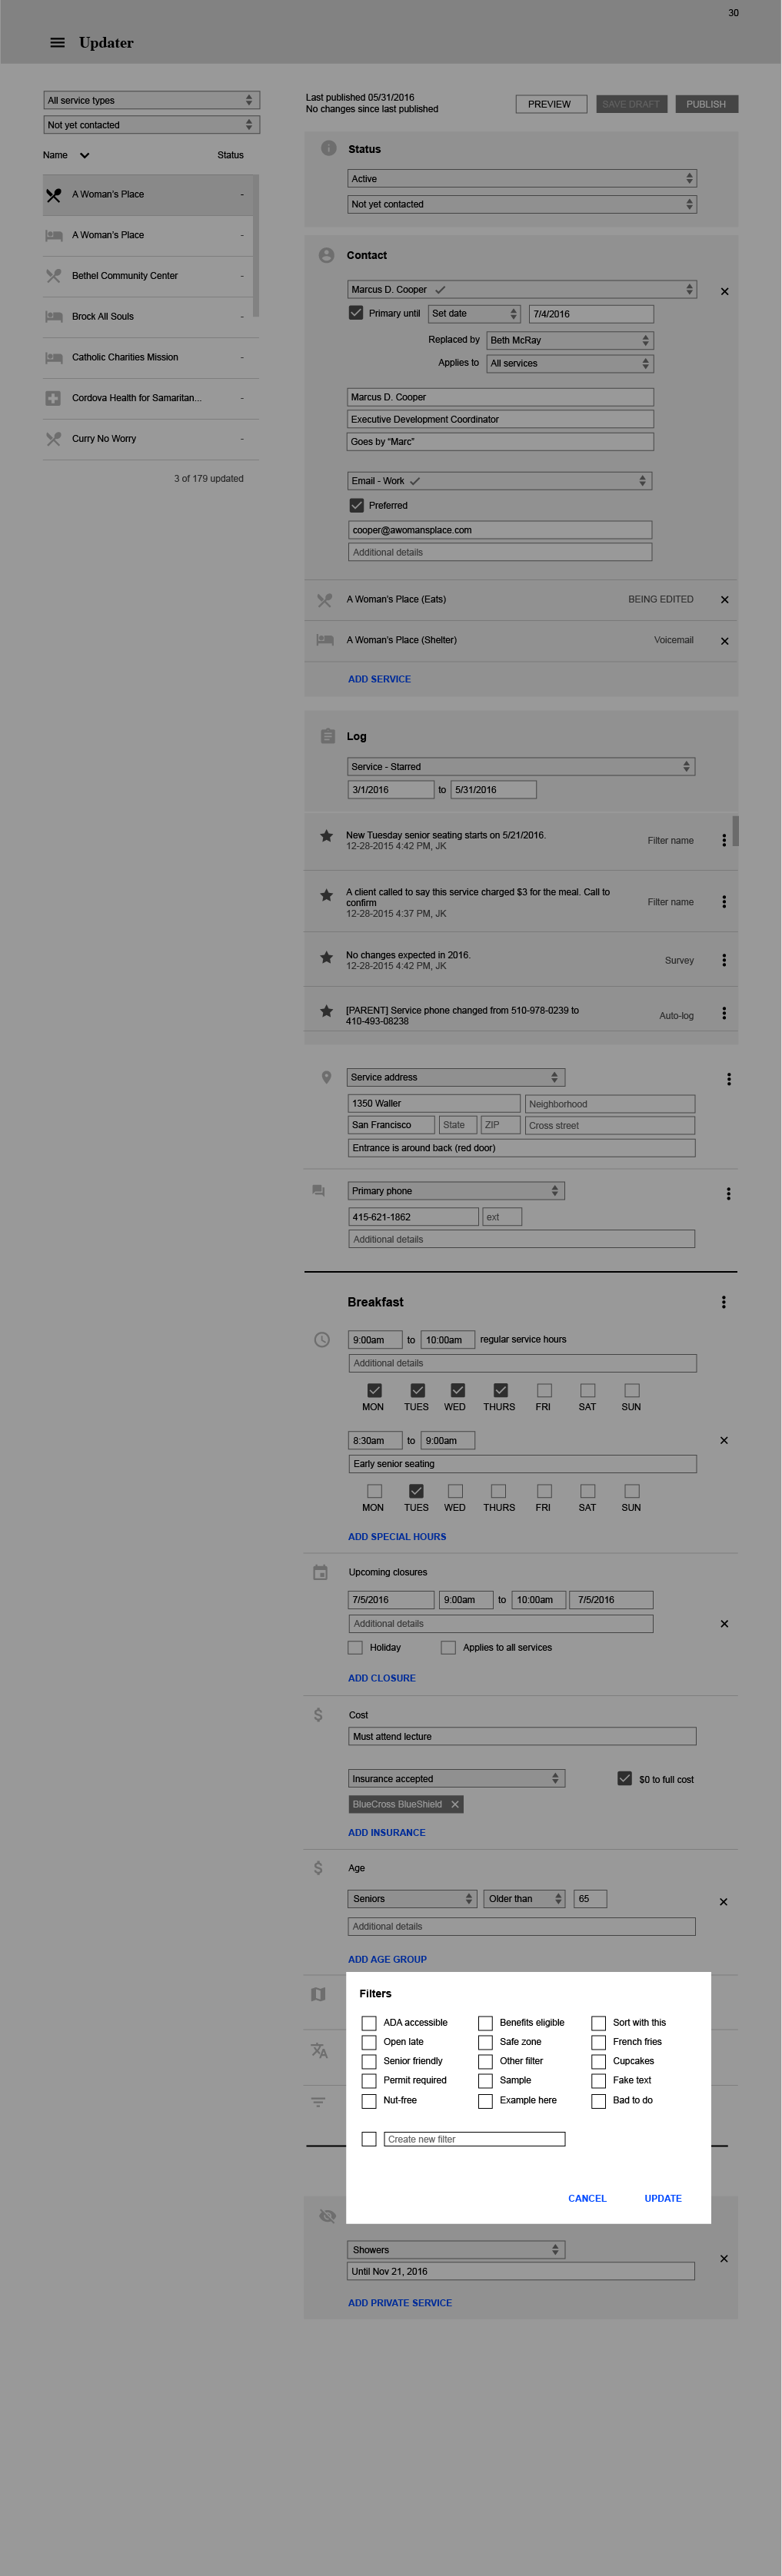 30
Updater
All service types
Not yet contacted
Name Status
A Woman's Place -
A Woman's Place -
Bethel Community Center -
Brock All Souls -
Catholic Charities Mission -
Cordova Health for Samaritan... -
Curry No Worry -
3 of 179 updated
Last published 05/31/2016
No changes since last published
PREVIEW SAVE DRAFT PUBLISH
Status
Active
Not yet contacted
Contact
Marcus D. Cooper
Primary until Set date 7/4/2016
Replaced by Beth McRay
Applies to All services
Marcus D. Cooper
Executive Development Coordinator
Goes by “Marc”
Email - Work
Preferred
cooper@awomansplace.com
Additional details
A Woman's Place (Eats) BEING EDITED
A Woman's Place (Shelter) Voicemail
ADD SERVICE
Log
Service - Starred
3/1/2016 to 5/31/2016
New Tuesday senior seating starts on 5/21/2016.
12-28-2015 4:42 PM, JK
Filter name
A client called to say this service charged $3 for the meal. Call to
confirm
12-28-2015 4:37 PM, JK
Filter name
No changes expected in 2016.
12-28-2015 4:42 PM, JK
Survey
[PARENT] Service phone changed from 510-978-0239 to
410-493-08238
Auto-log
Service address
1350 Waller Neighborhood
San Francisco State ZIP Cross street
Entrance is around back (red door)
Primary phone
415-621-1862 ext
Additional details
Breakfast
9:00am to 10:00am regular service hours
Additional details
MON TUES WED THURS FRI SAT SUN
8:30am to 9:00am
Early senior seating
MON TUES WED THURS FRI SAT SUN
ADD SPECIAL HOURS
Upcoming closures
7/5/2016 9:00am to 10:00am 7/5/2016
Additional details
Holiday Applies to all services
ADD CLOSURE
Cost
Must attend lecture
Insurance accepted $0 to full cost
BlueCross BlueShield
ADD INSURANCE
Age
Seniors Older than 65
Additional details
ADD AGE GROUP
Filters
ADA accessible Benefits eligible Sort with this
Open late Safe zone French fries
Senior friendly Other filter Cupcakes
Permit required Sample Fake text
Nut-free Example here Bad to do
Create new filter
CANCEL UPDATE
Showers
Until Nov 21, 2016
ADD PRIVATE SERVICE